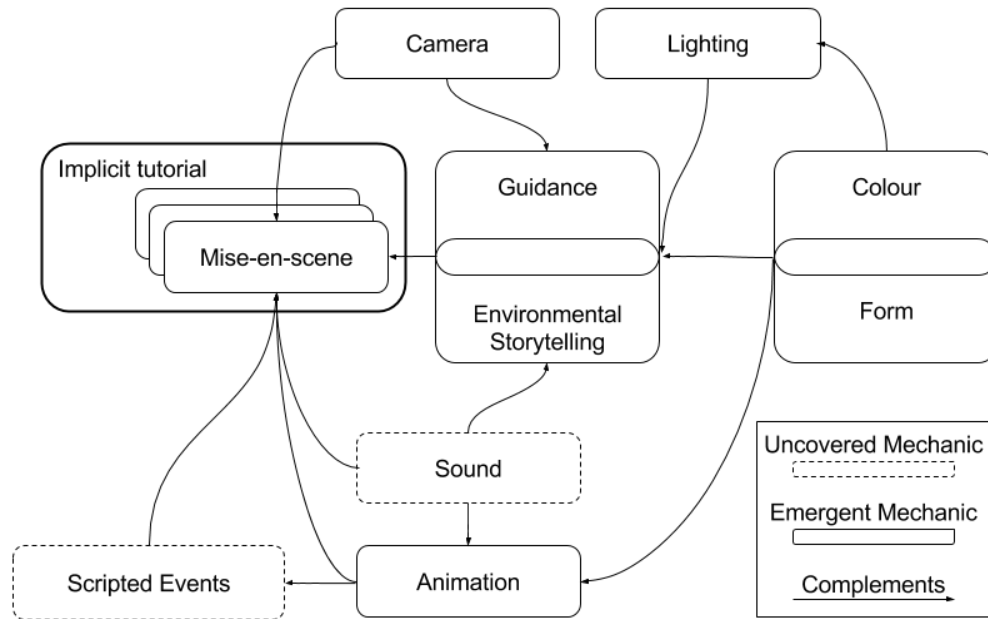 Camera
Lighting
Implicit tutorial
Guidance
Colour
Mise-en-scene
Environmental
Storytelling
Form
Uncovered Mechanic
Sound
Emergent Mechanic
Scripted Events
Animation
Complements